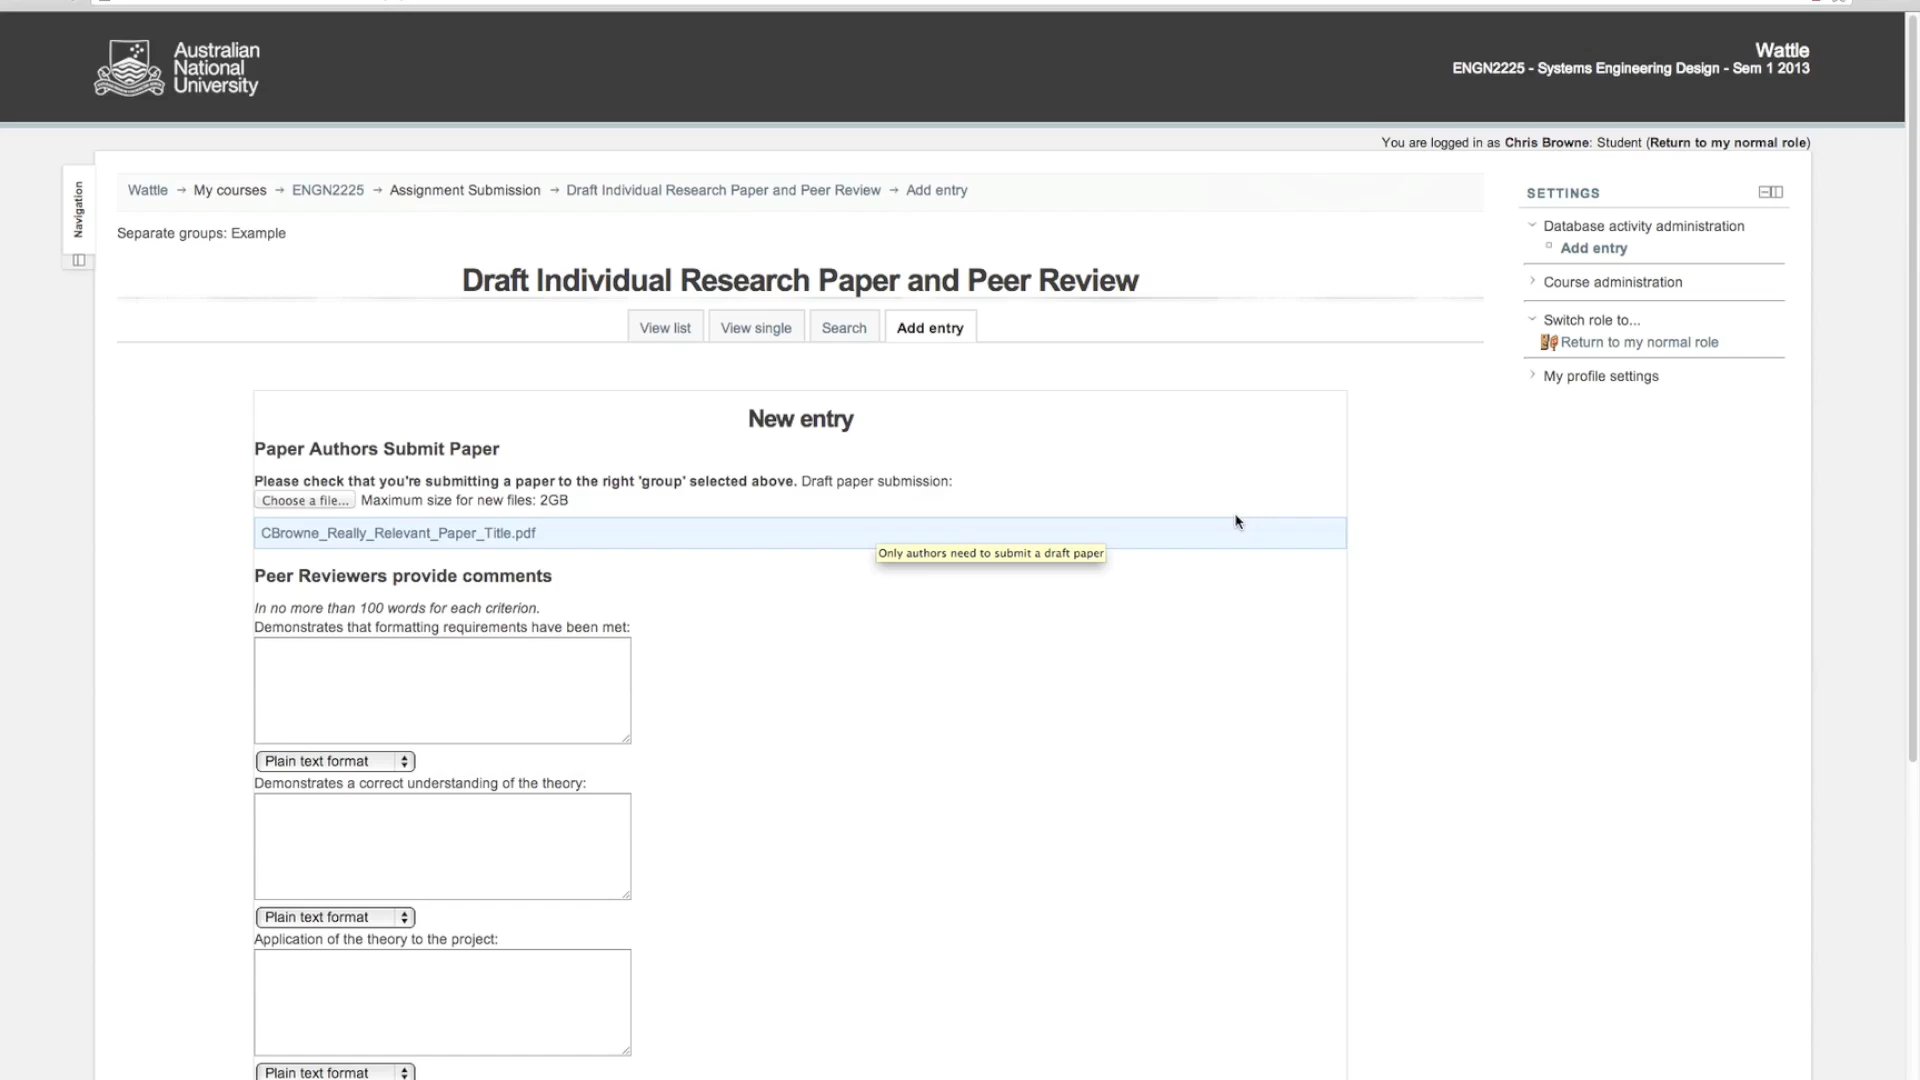 Australian
National
University
Wattle
ENGN2225 - Systems Engineering Design - Sem 1 2013
You are logged in as Chris Browne: Student (Return to my normal role)
Navigation
Wattle → My courses → ENGN2225 → Assignment Submission → Draft Individual Research Paper and Peer Review → Add entry
Separate groups: Example
Draft Individual Research Paper and Peer Review
View list
View single
Search
Add entry
SETTINGS
Database activity administration
Add entry
Course administration
Switch role to...
Return to my normal role
My profile settings
New entry
Paper Authors Submit Paper
Please check that you're submitting a paper to the right 'group' selected above. Draft paper submission:
Choose a file... Maximum size for new files: 2GB
CBrowne_Really_Relevant_Paper_Title.pdf
Only authors need to submit a draft paper
Peer Reviewers provide comments
In no more than 100 words for each criterion.
Demonstrates that formatting requirements have been met:
Plain text format
Demonstrates a correct understanding of the theory:
Plain text format
Application of the theory to the project:
Plain text format